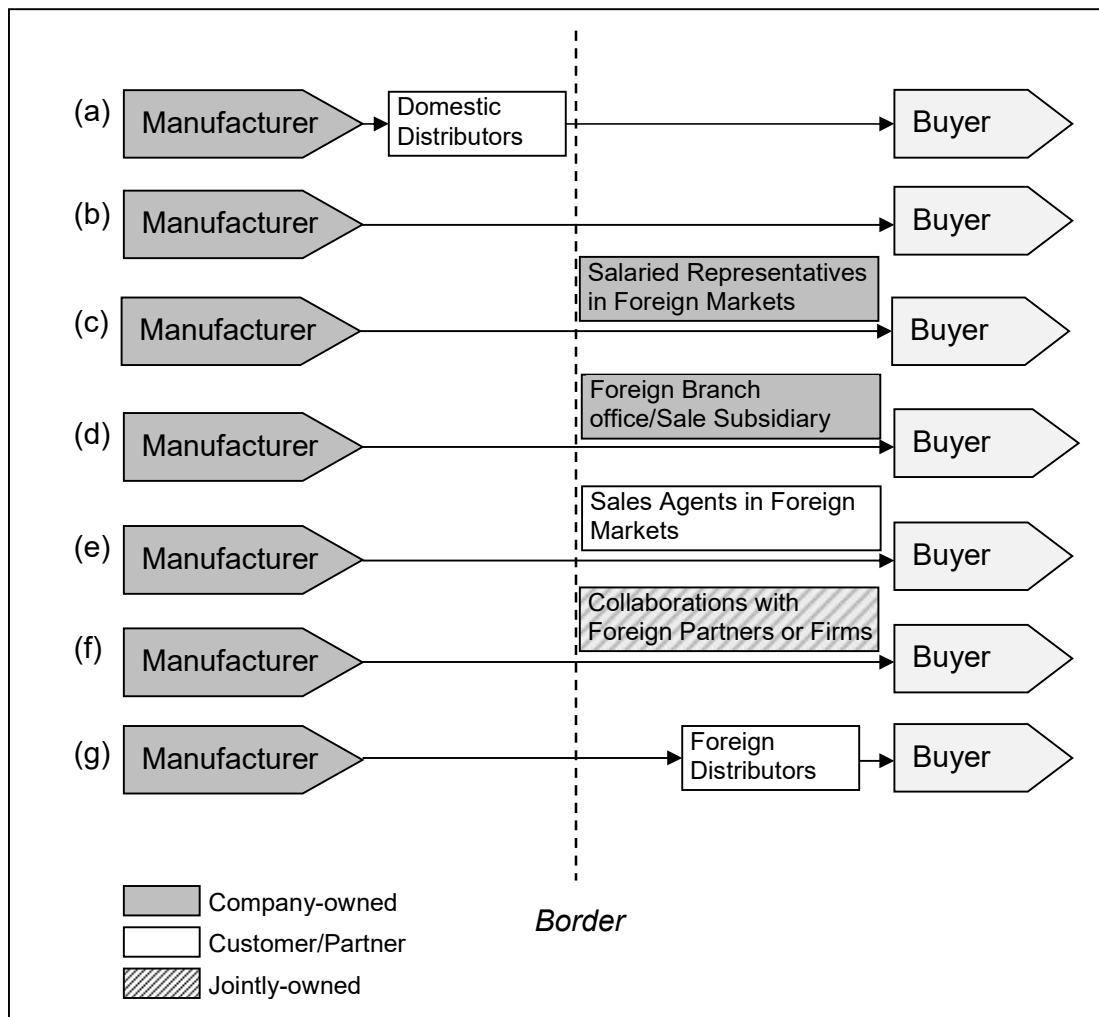 (a)
Manufacturer
Domestic
Distributors
Buyer
(b)
Manufacturer
Buyer
Salaried Representatives
in Foreign Markets
(c)
Manufacturer
Buyer
Foreign Branch
office/Sale Subsidiary
(d)
Manufacturer
Buyer
Sales Agents in Foreign
Markets
(e)
Manufacturer
Buyer
Collaborations with
Foreign Partners or Firms
(f)
Manufacturer
Buyer
(g)
Manufacturer
Foreign
Distributors
Buyer
Company-owned
Customer/Partner
Jointly-owned
Border